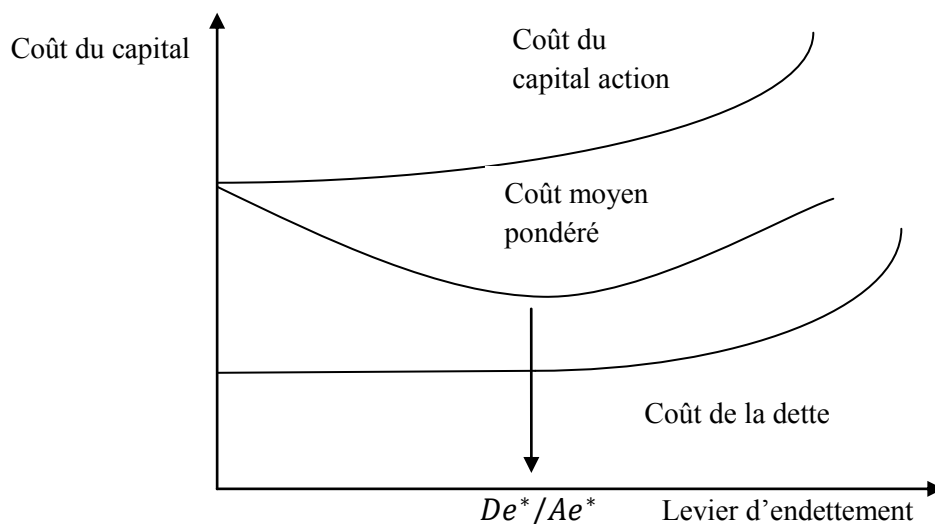 Coût du capital
Coût du
capital action
Coût moyen
pondéré
Coût de la dette
De*/Ae*
Levier d'endettement